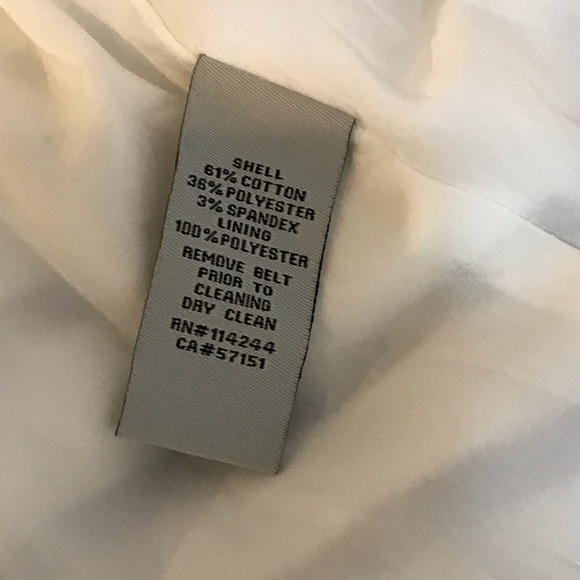 SHELL
61% COTTON
36% POLYESTER
3% SPANDEX
LINING
100% POLYESTER
REMOVE BELT
PRIOR TO
CLEANING
DRY CLEAN
RN#114244
CA#57151